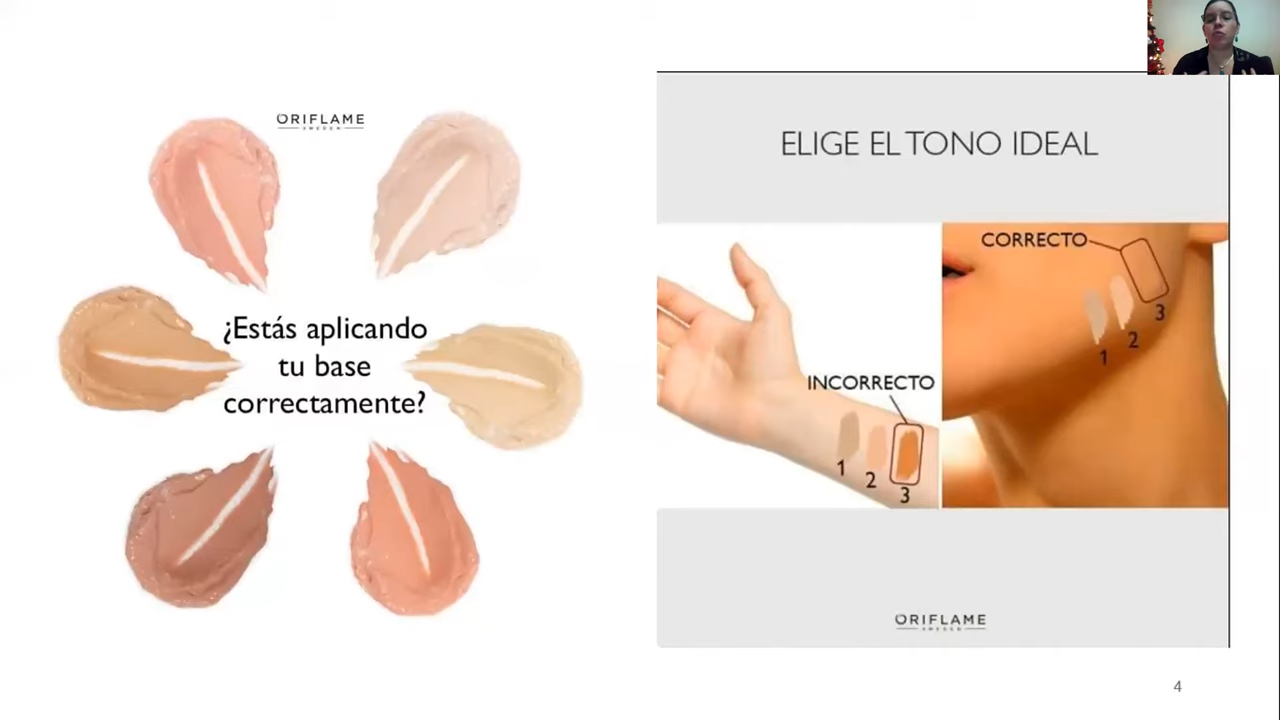 ORIFLAME
SWEDEN
¿Estás aplicando
tu base
correctamente?
ELIGE EL TONO IDEAL
CORRECTO
3
2
1
INCORRECTO
1
2
3
ORIFLAME
SWEDEN
4